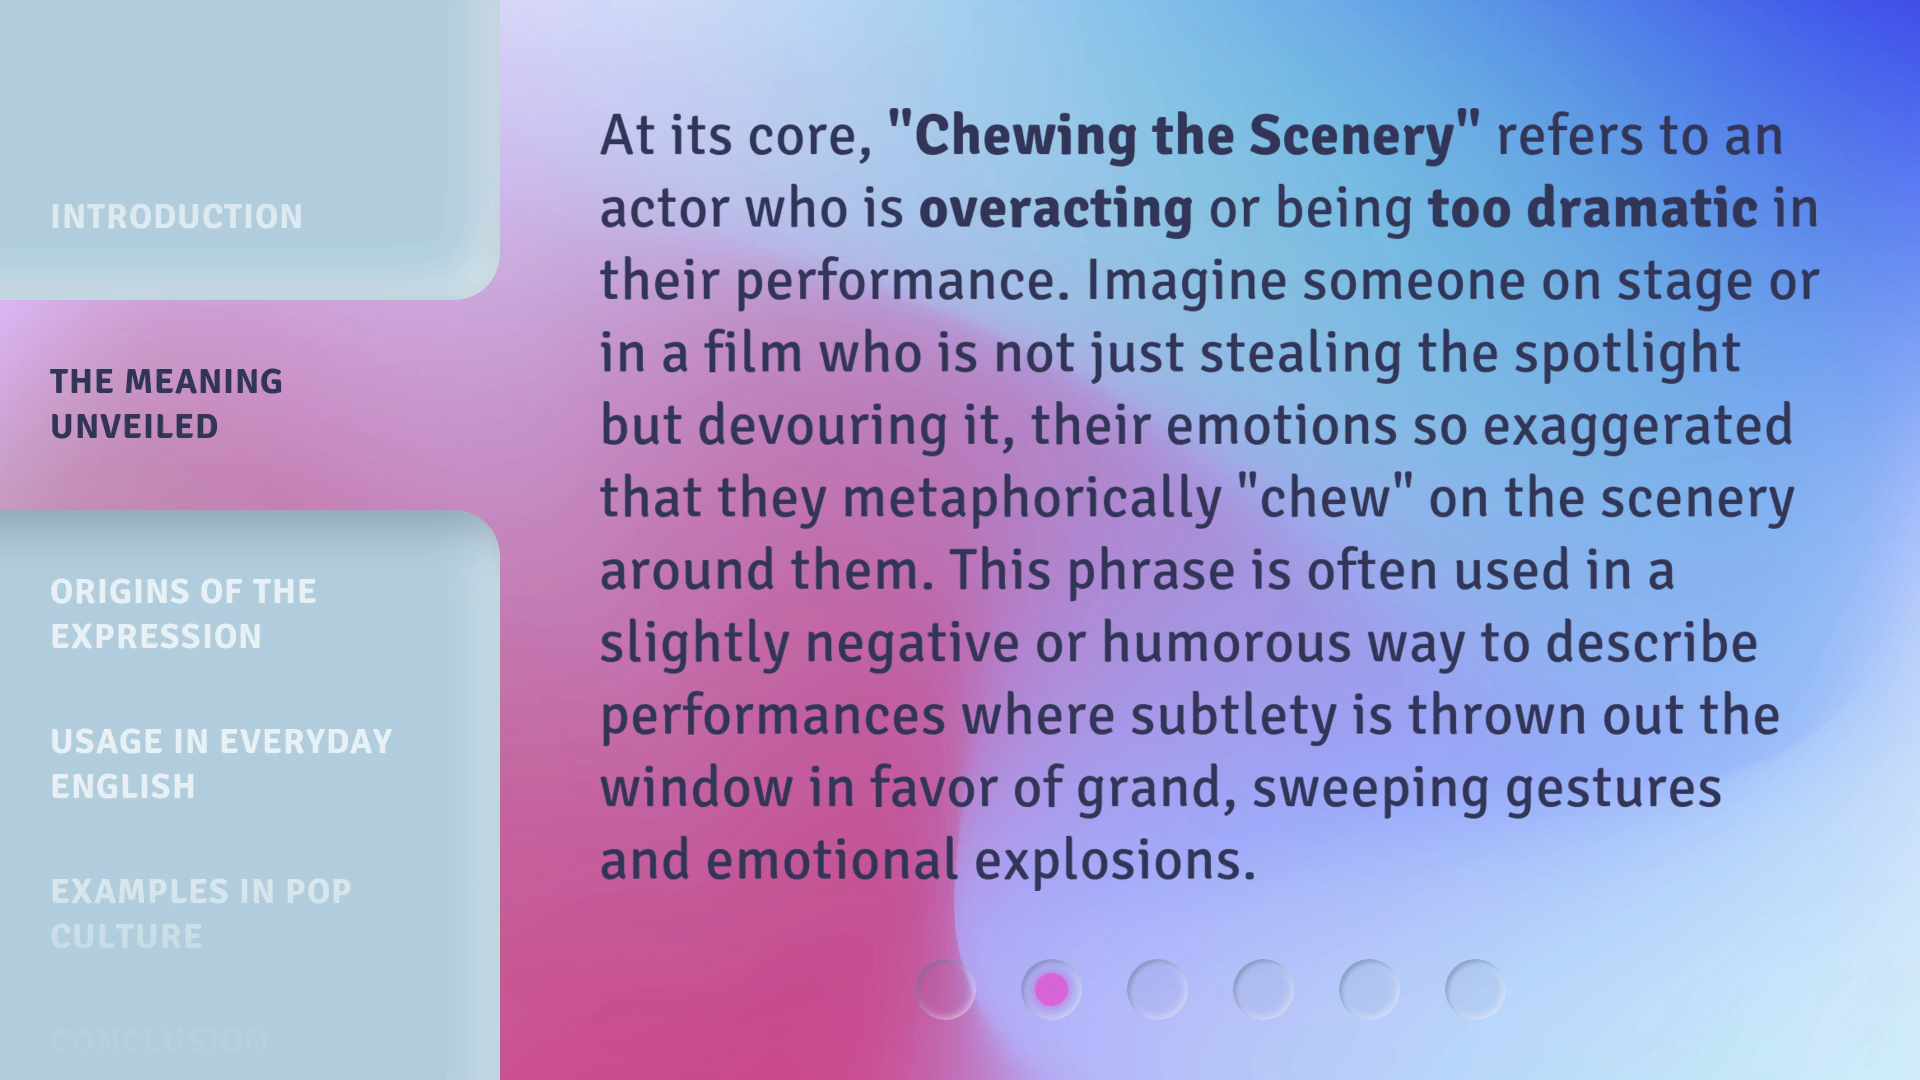 INTRODUCTION
THE MEANING
UNVEILED
ORIGINS OF THE
EXPRESSION
USAGE IN EVERYDAY
ENGLISH
EXAMPLES IN POP
CULTURE
CONCLUSION
At its core, "Chewing the Scenery" refers to an
actor who is overacting or being too dramatic in
their performance. Imagine someone on stage or
in a film who is not just stealing the spotlight
but devouring it, their emotions so exaggerated
that they metaphorically "chew" on the scenery
around them. This phrase is often used in a
slightly negative or humorous way to describe
performances where subtlety is thrown out the
window in favor of grand, sweeping gestures
and emotional explosions.